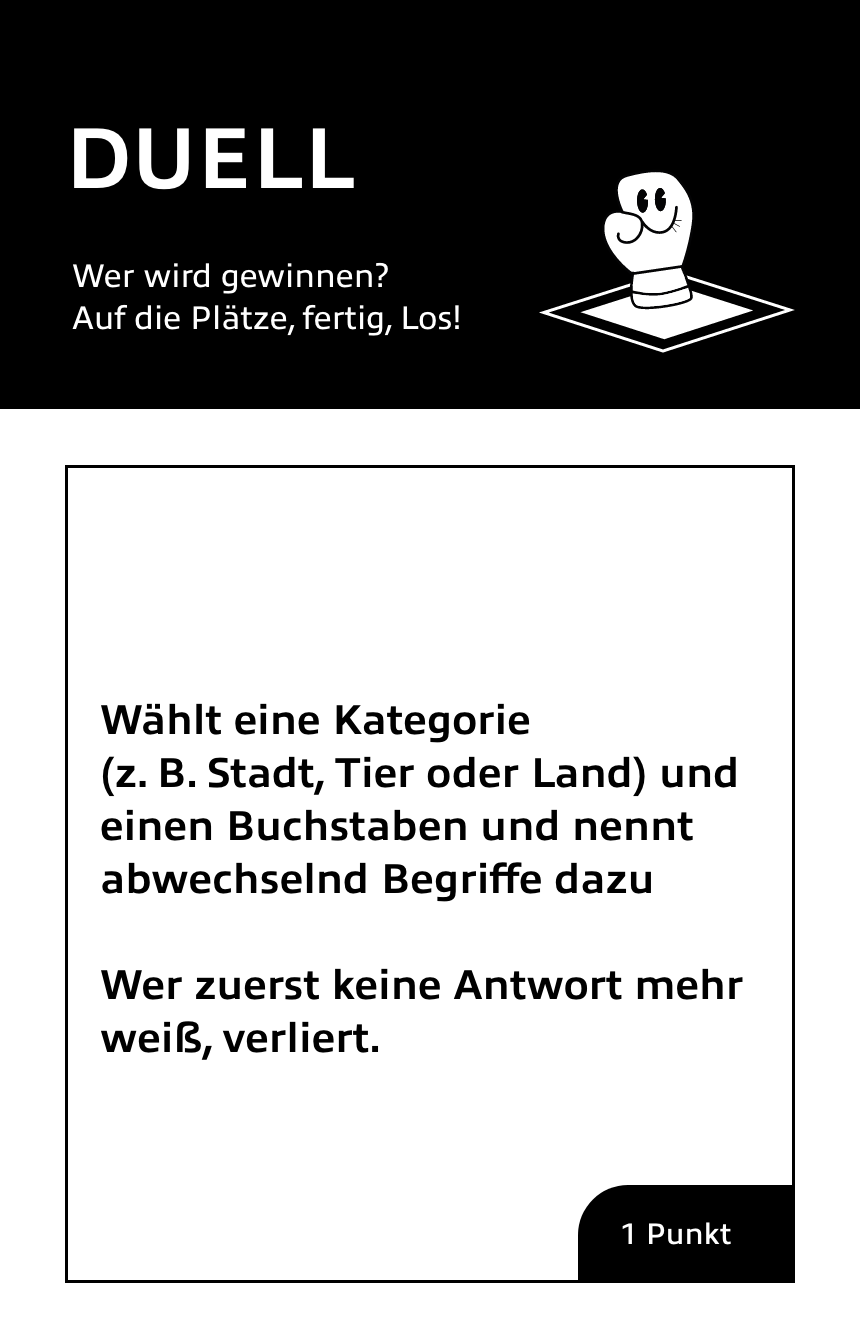 DUELL
Wer wird gewinnen?
Auf die Plätze, fertig, Los!
Wählt eine Kategorie
(z. B. Stadt, Tier oder Land) und
einen Buchstaben und nennt
abwechselnd Begriffe dazu
Wer zuerst keine Antwort mehr
weiß, verliert.
1 Punkt